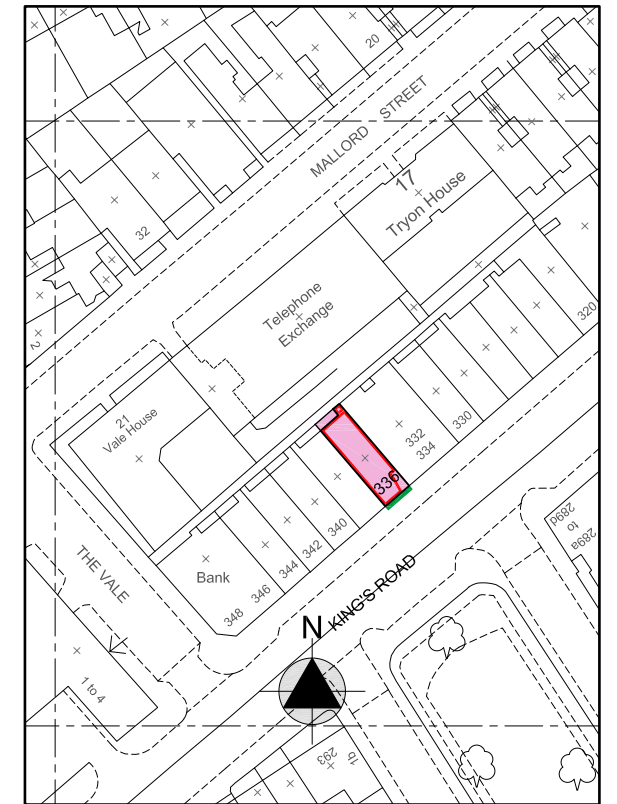 20
MALLORD STREET
17
Tryon House
32
Telephone
Exchange
320
2
21
Vale House
332
334
330
336
340
342
344
346
348
Bank
THE VALE
KING'S ROAD
289d
to
289a
N
1 to 4
293
1b